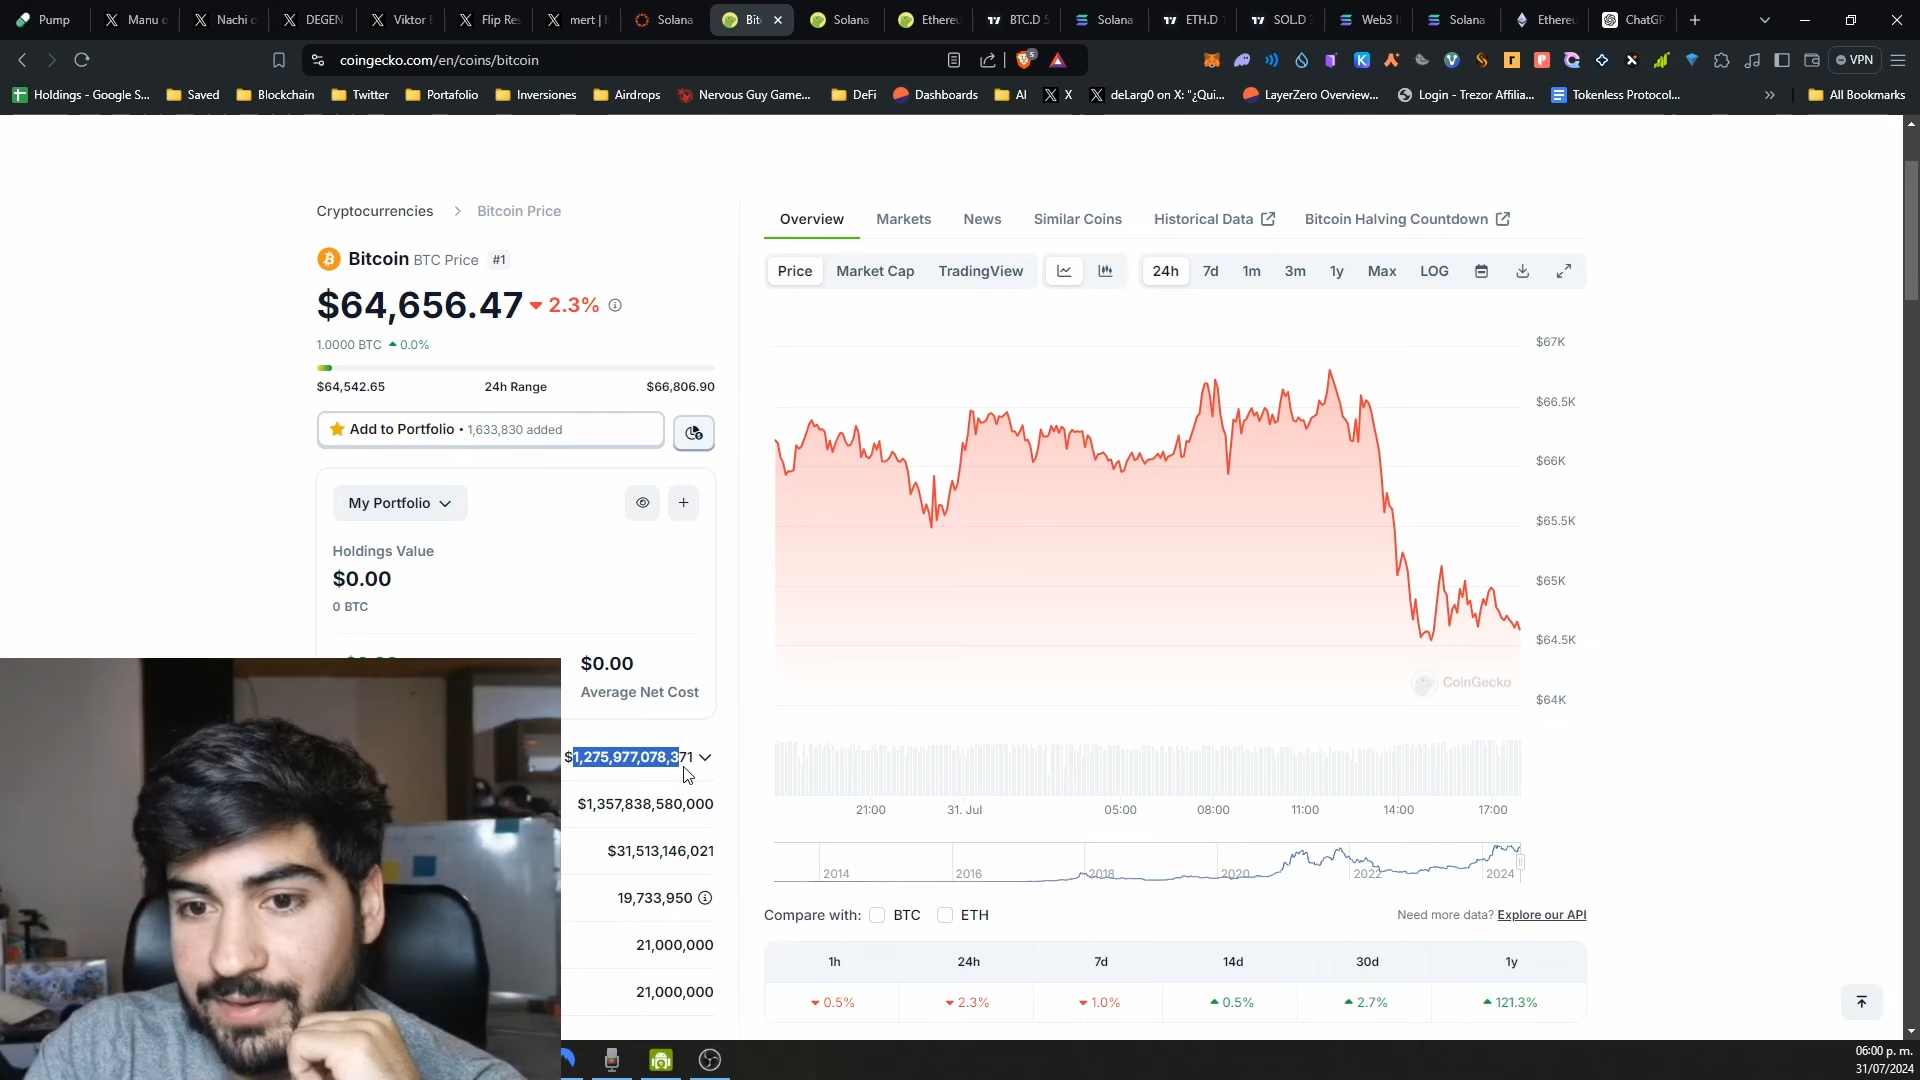 Pump
Manu
Nachi
DEGEN
Viktor
Flip Re
mert | h
Solana
Bit
Solana
Ethere
BTC.D
Solana
ETH.D
SOL.D
Web3 I
Solana
Ethere
ChatGP
coingecko.com/en/coins/bitcoin
5
VPN
Holdings - Google S...
Saved
Blockchain
Twitter
Portafolio
Inversiones
Airdrops
Nervous Guy Game...
DeFi
Dashboards
AI
X
deLarg0 on X: "¿Qui...
LayerZero Overview...
Login - Trezor Affilia...
Tokenless Protocol...
All Bookmarks
Cryptocurrencies > Bitcoin Price
Bitcoin BTC Price #1
$64,656.47 2.3%
1.0000 BTC 0.0%
$64,542.65 24h Range $66,806.90
Add to Portfolio • 1,633,830 added
My Portfolio
Holdings Value
$0.00
0 BTC
$0.00
Average Net Cost
$1,275,977,078,371
$1,357,838,580,000
$31,513,146,021
19,733,950
21,000,000
21,000,000
Overview Markets News Similar Coins Historical Data Bitcoin Halving Countdown
Price Market Cap TradingView 24h 7d 1m 3m 1y Max LOG
$67K
$66.5K
$66K
$65.5K
$65K
$64.5K
$64K
CoinGecko
21:00 31. Jul 05:00 08:00 11:00 14:00 17:00
2014 2016 2018 2020 2022 2024
Compare with: BTC ETH
Need more data? Explore our API
1h 24h 7d 14d 30d 1y
0.5% 2.3% 1.0% 0.5% 2.7% 121.3%
06:00 p. m.
31/07/2024